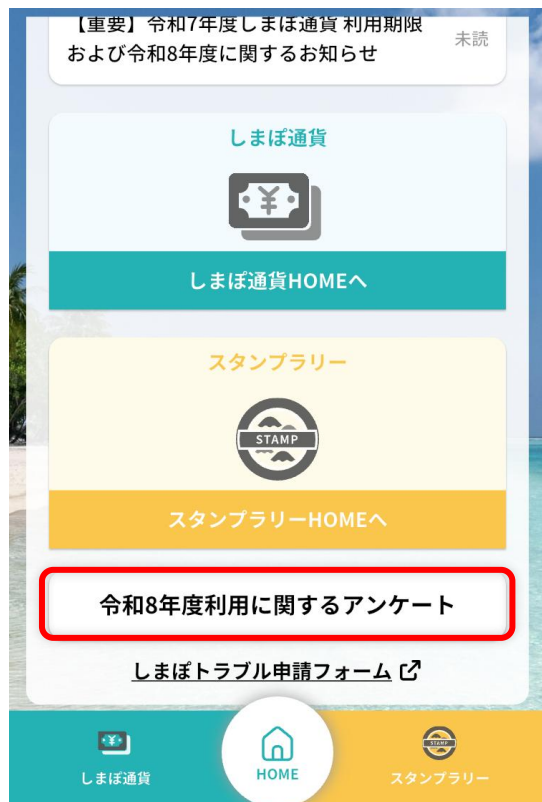 【重要】令和7年度しまぽ通貨 利用期限
および令和8年度に関するお知らせ
未読
しまぽ通貨
しまぽ通貨HOMEへ
スタンプラリー
STAMP
スタンプラリーHOMEへ
令和8年度利用に関するアンケート
しまぽトラブル申請フォーム
しまぽ通貨
HOME
STAMP
スタンプラリー